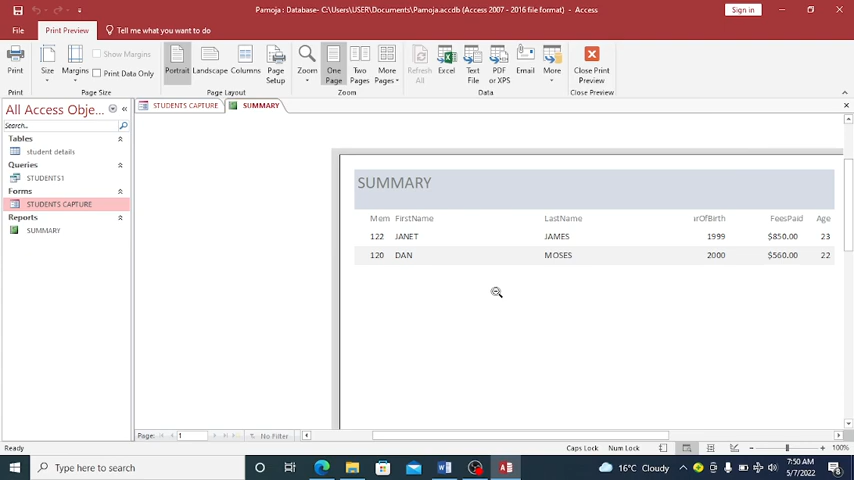 Pamoja : Database- C:\Users\USER\Documents\Pamoja.accdb (Access 2007 - 2016 file format) - Access
Sign in
File
Print Preview
Tell me what you want to do
Print
Size
Margins
Show Margins
Print Data Only
Portrait
Landscape
Columns
Page Setup
Zoom
One Page
Two Pages
More Pages
Refresh All
Excel
Text File
PDF or XPS
Email
More
Close Print Preview
Print
Page Size
Page Layout
Zoom
Data
Close Preview
All Access Obje...
Search...
Tables
student details
Queries
STUDENTS1
Forms
STUDENTS CAPTURE
Reports
SUMMARY
STUDENTS CAPTURE
SUMMARY
SUMMARY
Mem FirstName LastName irOfBirth FeesPaid Age
122 JANET JAMES 1999 $850.00 23
120 DAN MOSES 2000 $560.00 22
Page: 1 No Filter
Ready
Caps Lock Num Lock
100%
Type here to search
16°C Cloudy
7:50 AM
5/7/2022
8